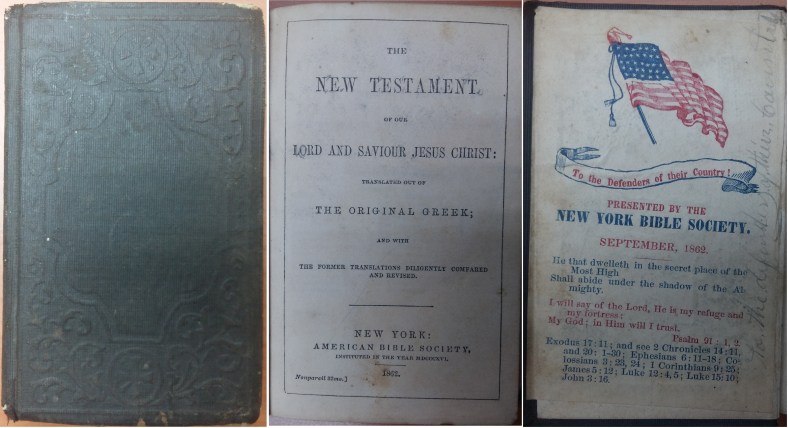 THE
NEW TESTAMENT
OF OUR
LORD AND SAVIOUR JESUS CHRIST:
TRANSLATED OUT OF
THE ORIGINAL GREEK;
AND WITH
THE FORMER TRANSLATIONS DILIGENTLY COMPARED
AND REVISED.
NEW YORK:
AMERICAN BIBLE SOCIETY,
INSTITUTED IN THE YEAR MDCCCXVI.
1862.
Nonpareil 32mo.]
To the Defenders of their Country!
PRESENTED BY THE
NEW YORK BIBLE SOCIETY.
SEPTEMBER, 1862.
He that dwelleth in the secret place of the
Most High
Shall abide under the shadow of the Al-
mighty.
I will say of the Lord, He is my refuge and
my fortress:
My God; in Him will I trust.
Psalm 91 : 1, 2.
Exodus 17:11; and see 2 Chronicles 14:11,
and 20: 1-30; Ephesians 6:11-18; Co-
lossians 3:23, 24; 1 Corinthians 9:25;
James 5:12; Luke 12:4, 5; Luke 15:10;
John 3:16.
To the
of their